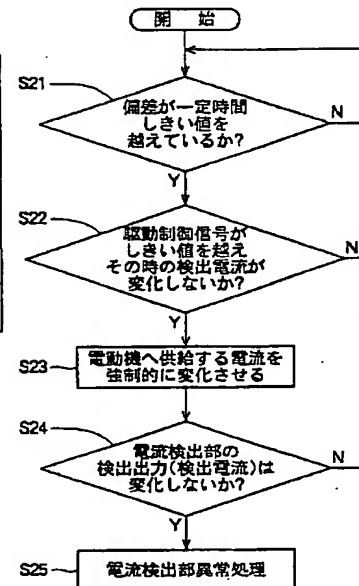 開 始
S21
偏差が一定時間
しきい値を
越えているか?
N
Y
S22
駆動制御信号が
しきい値を越え
その時の検出電流が
変化しないか?
N
Y
S23
電動機へ供給する電流を
強制的に変化させる
S24
電流検出部の
検出出力(検出電流)は
変化しないか?
N
Y
S25
電流検出部異常処理